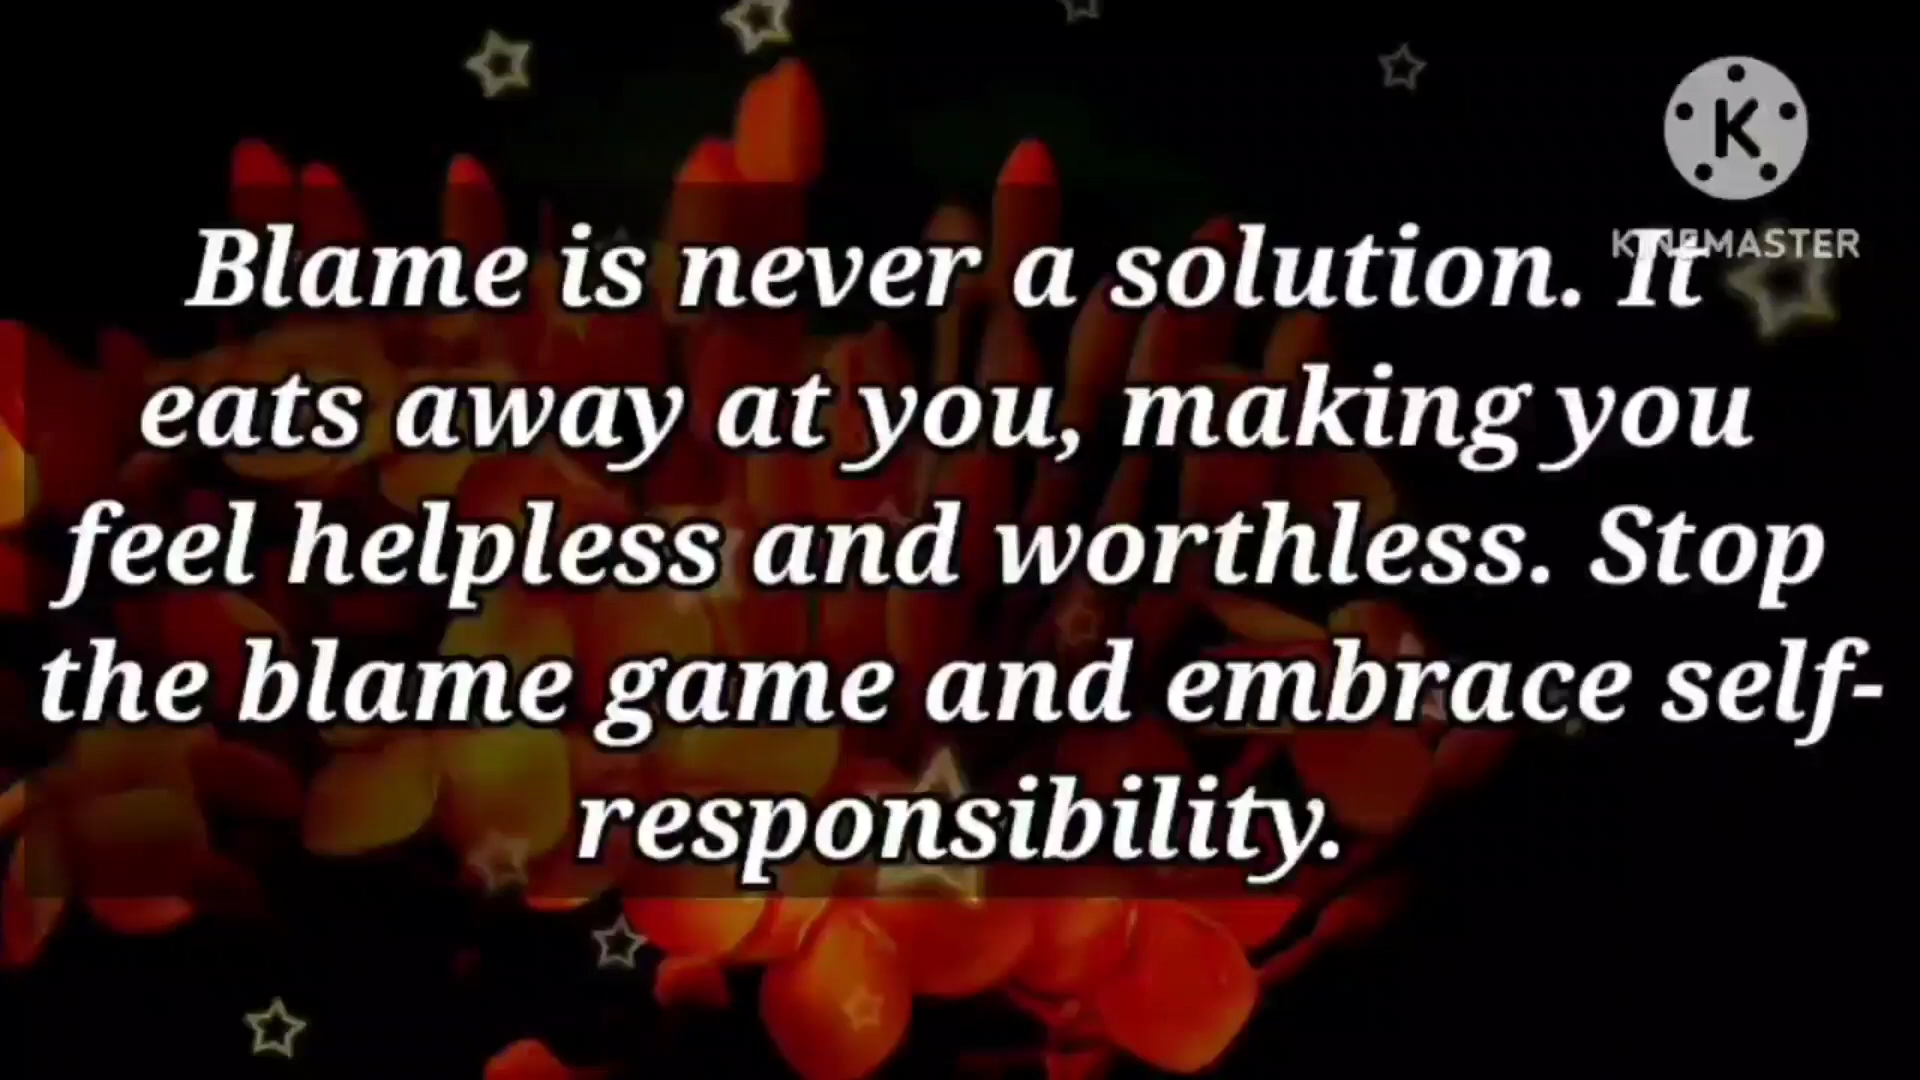 K
KINEMASTER
Blame is never a solution. It
eats away at you, making you
feel helpless and worthless. Stop
the blame game and embrace self-
responsibility.